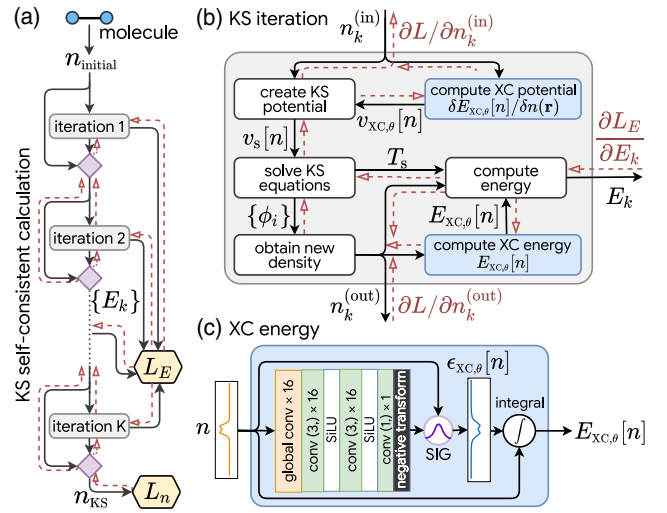 (a)
molecule
n_initial
iteration 1
iteration 2
{E_k}
L_E
iteration K
n_KS
L_n
KS self-consistent calculation
(b) KS iteration
n_k^(in)
∂L/∂n_k^(in)
create KS
potential
compute XC potential
δE_XC,θ[n]/δn(r)
v_XC,θ[n]
v_s[n]
T_s
solve KS
equations
compute
energy
∂L_E
∂E_k
E_k
{ϕ_i}
E_XC,θ[n]
obtain new
density
compute XC energy
E_XC,θ[n]
n_k^(out)
∂L/∂n_k^(out)
(c) XC energy
n
global conv × 16
conv (3,) × 16
SiLU
conv (3,) × 16
SiLU
conv (1,) × 1
negative transform
SIG
ϵ_XC,θ[n]
integral
∫
E_XC,θ[n]